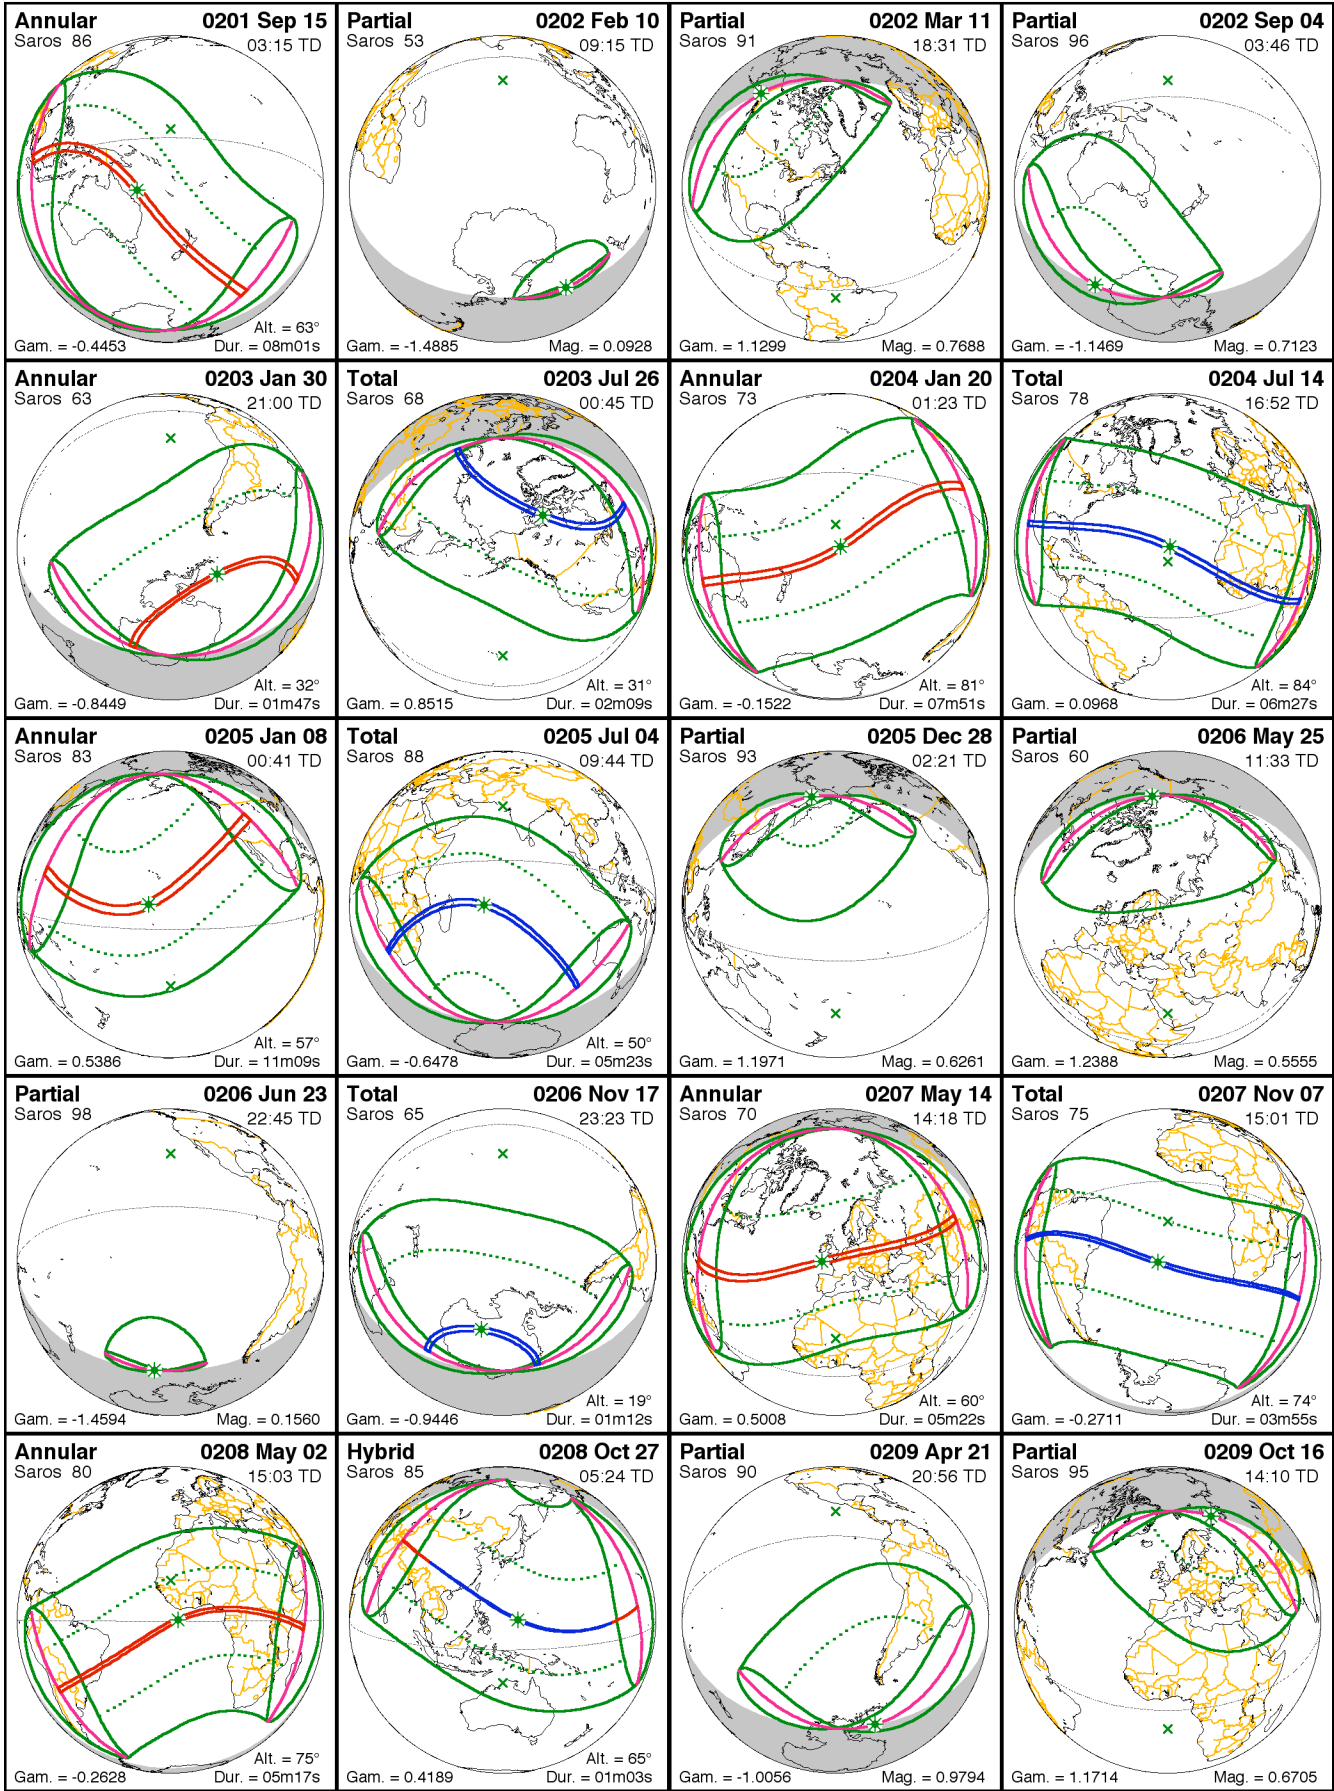 Annular 0201 Sep 15
Saros 86 03:15 TD
Alt. = 63°
Gam. = -0.4453 Dur. = 08m01s
Partial 0202 Feb 10
Saros 53 09:15 TD
Gam. = -1.4885 Mag. = 0.0928
Partial 0202 Mar 11
Saros 91 18:31 TD
Gam. = 1.1299 Mag. = 0.7688
Partial 0202 Sep 04
Saros 96 03:46 TD
Gam. = -1.1469 Mag. = 0.7123
Annular 0203 Jan 30
Saros 63 21:00 TD
Alt. = 32°
Gam. = -0.8449 Dur. = 01m47s
Total 0203 Jul 26
Saros 68 00:45 TD
Alt. = 31°
Gam. = 0.8515 Dur. = 02m09s
Annular 0204 Jan 20
Saros 73 01:23 TD
Alt. = 81°
Gam. = -0.1522 Dur. = 07m51s
Total 0204 Jul 14
Saros 78 16:52 TD
Alt. = 84°
Gam. = 0.0968 Dur. = 06m27s
Annular 0205 Jan 08
Saros 83 00:41 TD
Alt. = 57°
Gam. = 0.5386 Dur. = 11m09s
Total 0205 Jul 04
Saros 88 09:44 TD
Alt. = 50°
Gam. = -0.6478 Dur. = 05m23s
Partial 0205 Dec 28
Saros 93 02:21 TD
Gam. = 1.1971 Mag. = 0.6261
Partial 0206 May 25
Saros 60 11:33 TD
Gam. = 1.2388 Mag. = 0.5555
Partial 0206 Jun 23
Saros 98 22:45 TD
Gam. = -1.4594 Mag. = 0.1560
Total 0206 Nov 17
Saros 65 23:23 TD
Alt. = 19°
Gam. = -0.9446 Dur. = 01m12s
Annular 0207 May 14
Saros 70 14:18 TD
Alt. = 60°
Gam. = 0.5008 Dur. = 05m22s
Total 0207 Nov 07
Saros 75 15:01 TD
Alt. = 74°
Gam. = -0.2711 Dur. = 03m55s
Annular 0208 May 02
Saros 80 15:03 TD
Alt. = 75°
Gam. = -0.2628 Dur. = 05m17s
Hybrid 0208 Oct 27
Saros 85 05:24 TD
Alt. = 65°
Gam. = 0.4189 Dur. = 01m03s
Partial 0209 Apr 21
Saros 90 20:56 TD
Gam. = -1.0056 Mag. = 0.9794
Partial 0209 Oct 16
Saros 95 14:10 TD
Gam. = 1.1714 Mag. = 0.6705